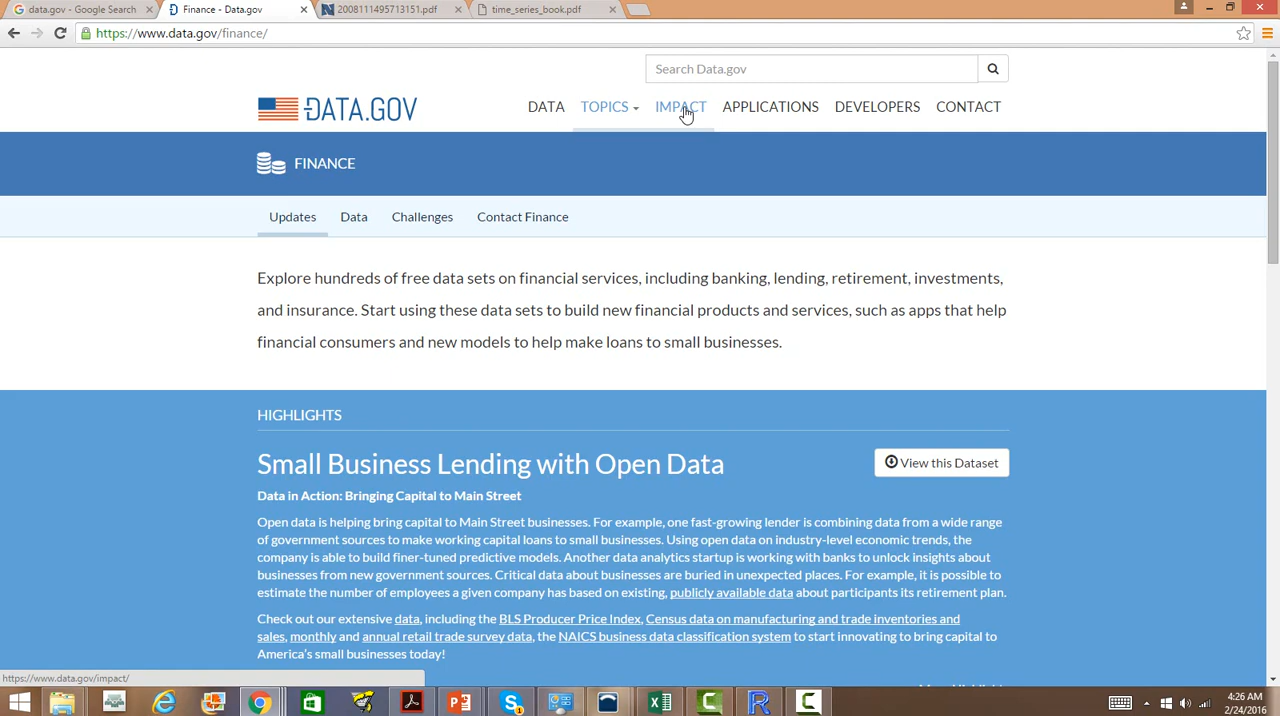 data.gov - Google Search
Finance - Data.gov
2008111495713151.pdf
time_series_book.pdf
https://www.data.gov/finance/
Search Data.gov
DATA.GOV
DATA TOPICS IMPACT APPLICATIONS DEVELOPERS CONTACT
FINANCE
Updates Data Challenges Contact Finance
Explore hundreds of free data sets on financial services, including banking, lending, retirement, investments,
and insurance. Start using these data sets to build new financial products and services, such as apps that help
financial consumers and new models to help make loans to small businesses.
HIGHLIGHTS
Small Business Lending with Open Data
View this Dataset
Data in Action: Bringing Capital to Main Street
Open data is helping bring capital to Main Street businesses. For example, one fast-growing lender is combining data from a wide range
of government sources to make working capital loans to small businesses. Using open data on industry-level economic trends, the
company is able to build finer-tuned predictive models. Another data analytics startup is working with banks to unlock insights about
businesses from new government sources. Critical data about businesses are buried in unexpected places. For example, it is possible to
estimate the number of employees a given company has based on existing, publicly available data about participants its retirement plan.
Check out our extensive data, including the BLS Producer Price Index, Census data on manufacturing and trade inventories and
sales, monthly and annual retail trade survey data, the NAICS business data classification system to start innovating to bring capital to
America's small businesses today!
https://www.data.gov/impact/
4:26 AM
2/24/2016